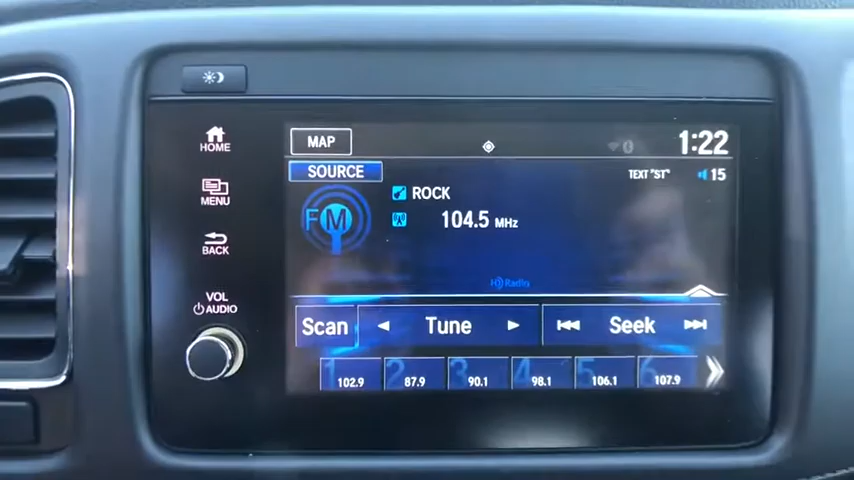 HOME
MENU
BACK
VOL
AUDIO
MAP
1:22
SOURCE
TEXT "ST"
15
FM
ROCK
104.5 MHz
HD Radio
Scan
Tune
Seek
1 102.9
2 87.9
3 90.1
4 98.1
5 106.1
6 107.9